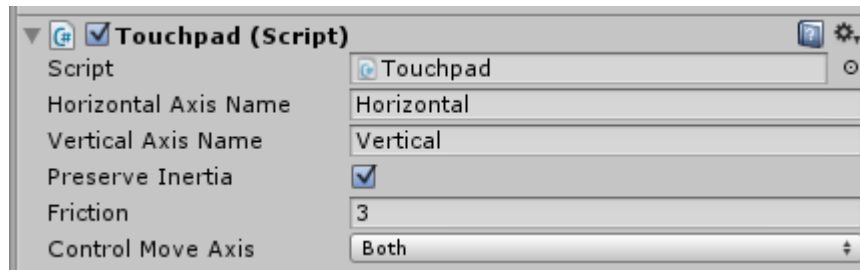 Touchpad (Script)
Script Touchpad
Horizontal Axis Name Horizontal
Vertical Axis Name Vertical
Preserve Inertia
Friction 3
Control Move Axis Both